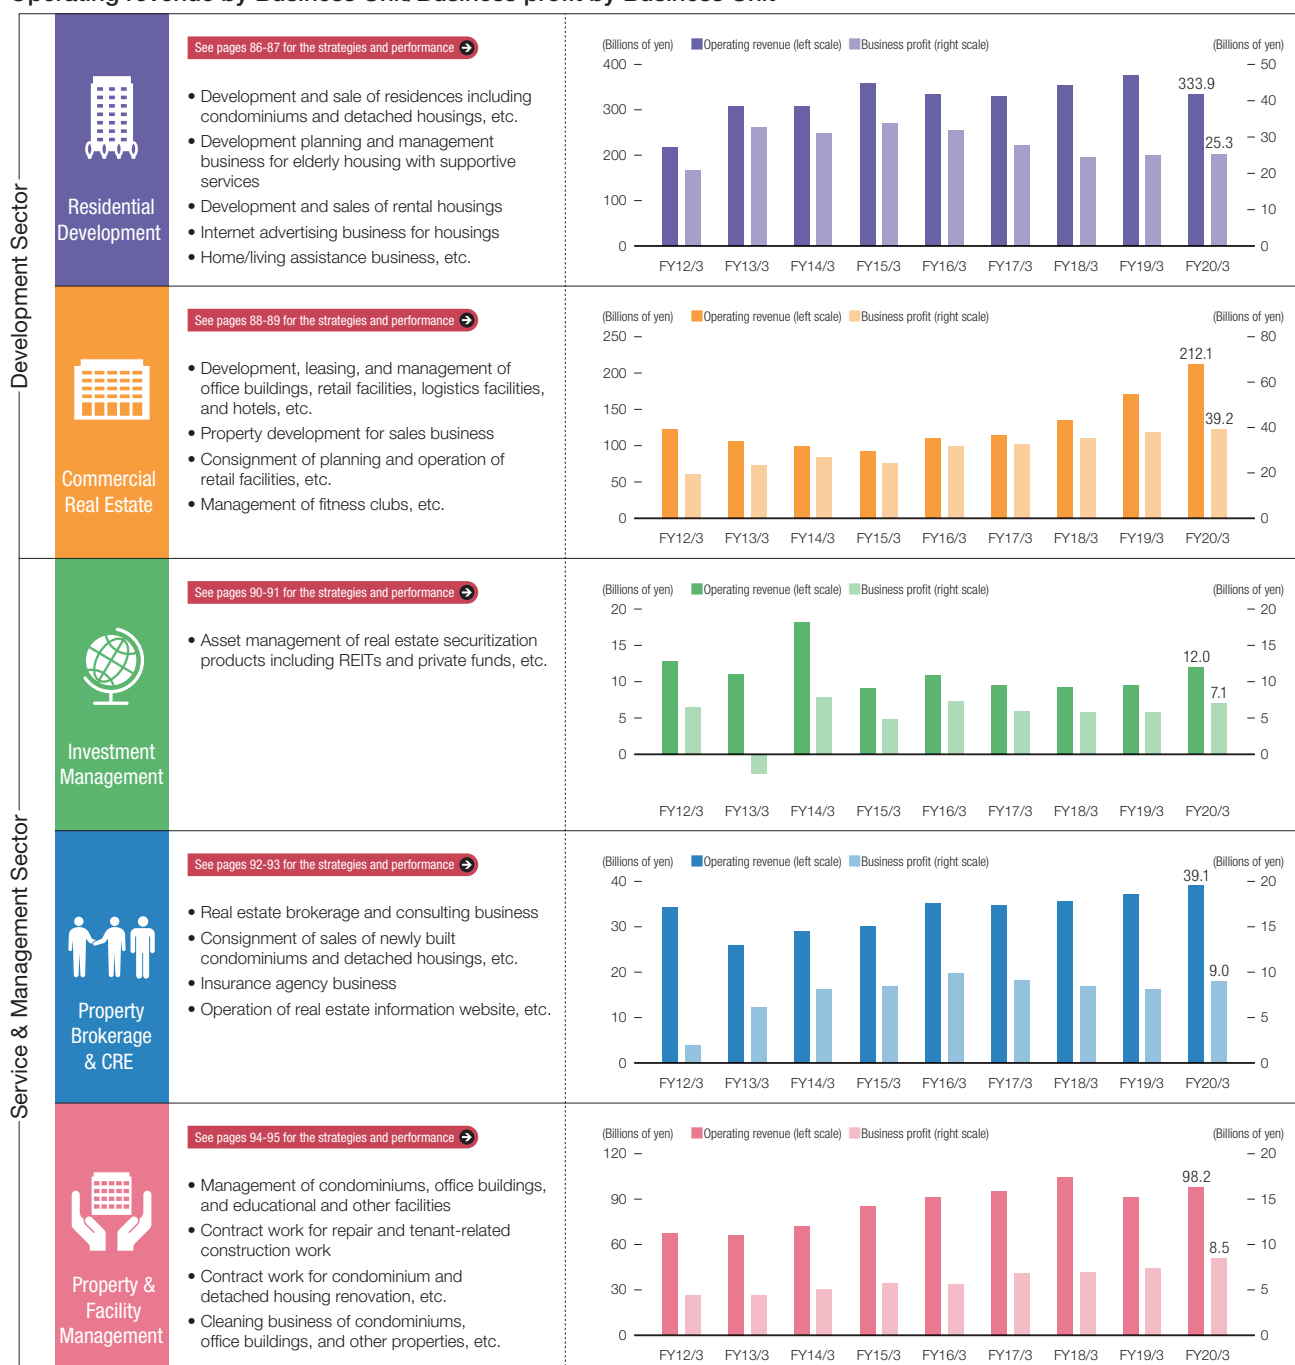 Operating revenue by Business Unit/Business profit by Business Unit
Development Sector
Residential
Development
See pages 86-87 for the strategies and performance
• Development and sale of residences including
condominiums and detached housings, etc.
• Development planning and management
business for elderly housing with supportive
services
• Development and sales of rental housings
• Internet advertising business for housings
• Home/living assistance business, etc.
(Billions of yen) Operating revenue (left scale) Business profit (right scale) (Billions of yen)
400 50
300 40
200 30
100 20
0 10
0
333.9
25.3
FY12/3 FY13/3 FY14/3 FY15/3 FY16/3 FY17/3 FY18/3 FY19/3 FY20/3
Commercial
Real Estate
See pages 88-89 for the strategies and performance
• Development, leasing, and management of
office buildings, retail facilities, logistics facilities,
and hotels, etc.
• Property development for sales business
• Consignment of planning and operation of
retail facilities, etc.
• Management of fitness clubs, etc.
(Billions of yen) Operating revenue (left scale) Business profit (right scale) (Billions of yen)
250 80
200 60
150 40
100 20
50 0
0
212.1
39.2
FY12/3 FY13/3 FY14/3 FY15/3 FY16/3 FY17/3 FY18/3 FY19/3 FY20/3
Service & Management Sector
Investment
Management
See pages 90-91 for the strategies and performance
• Asset management of real estate securitization
products including REITs and private funds, etc.
(Billions of yen) Operating revenue (left scale) Business profit (right scale) (Billions of yen)
20 20
15 15
10 10
5 5
0 0
12.0
7.1
FY12/3 FY13/3 FY14/3 FY15/3 FY16/3 FY17/3 FY18/3 FY19/3 FY20/3
Property
Brokerage
& CRE
See pages 92-93 for the strategies and performance
• Real estate brokerage and consulting business
• Consignment of sales of newly built
condominiums and detached housings, etc.
• Insurance agency business
• Operation of real estate information website, etc.
(Billions of yen) Operating revenue (left scale) Business profit (right scale) (Billions of yen)
40 20
30 15
20 10
10 5
0 0
39.1
9.0
FY12/3 FY13/3 FY14/3 FY15/3 FY16/3 FY17/3 FY18/3 FY19/3 FY20/3
Property &
Facility
Management
See pages 94-95 for the strategies and performance
• Management of condominiums, office buildings,
and educational and other facilities
• Contract work for repair and tenant-related
construction work
• Contract work for condominium and
detached housing renovation, etc.
• Cleaning business of condominiums,
office buildings, and other properties, etc.
(Billions of yen) Operating revenue (left scale) Business profit (right scale) (Billions of yen)
120 20
90 15
60 10
30 5
0 0
98.2
8.5
FY12/3 FY13/3 FY14/3 FY15/3 FY16/3 FY17/3 FY18/3 FY19/3 FY20/3